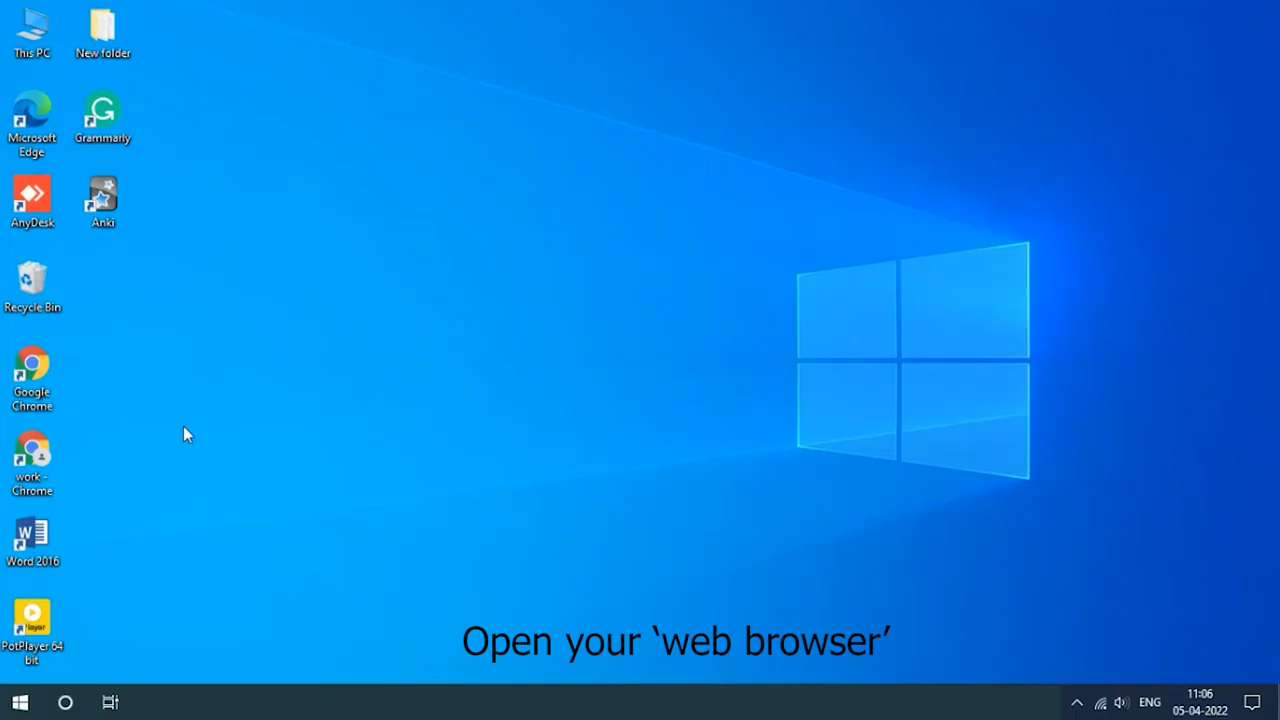 This PC
New folder
Microsoft
Edge
Grammarly
AnyDesk
Anki
Recycle Bin
Google
Chrome
work -
Chrome
Word 2016
PotPlayer 64
bit
Open your ‘web browser’
ENG
11:06
05-04-2022